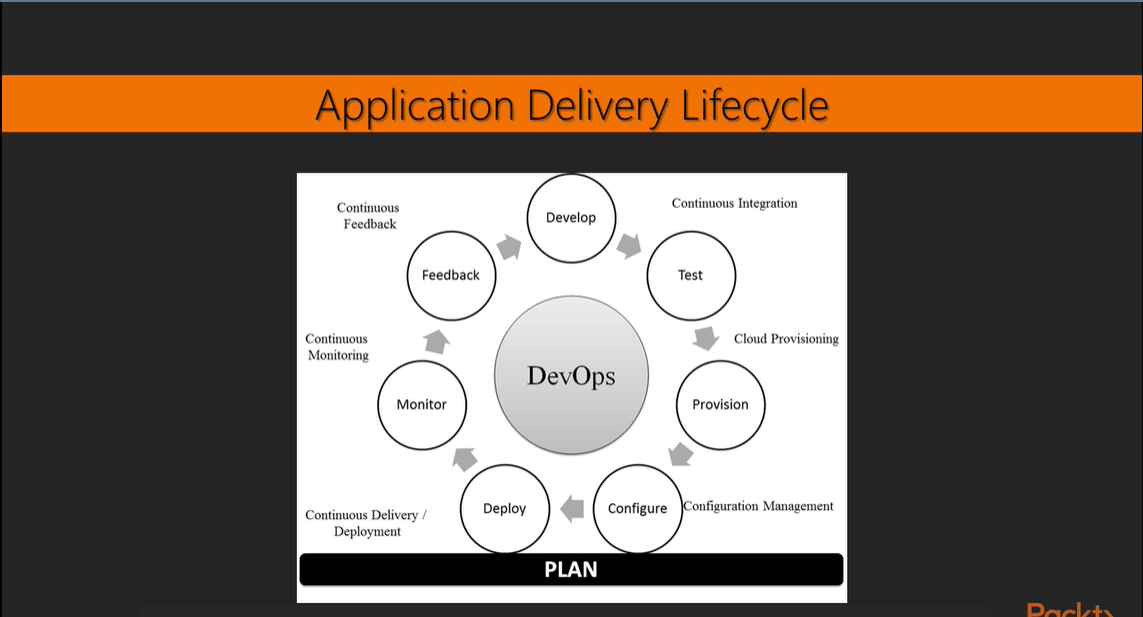 Application Delivery Lifecycle
Continuous
Feedback
Develop
Continuous Integration
Feedback
Test
Continuous
Monitoring
Cloud Provisioning
DevOps
Monitor
Provision
Continuous Delivery /
Deployment
Deploy
Configure
Configuration Management
PLAN
Packt>